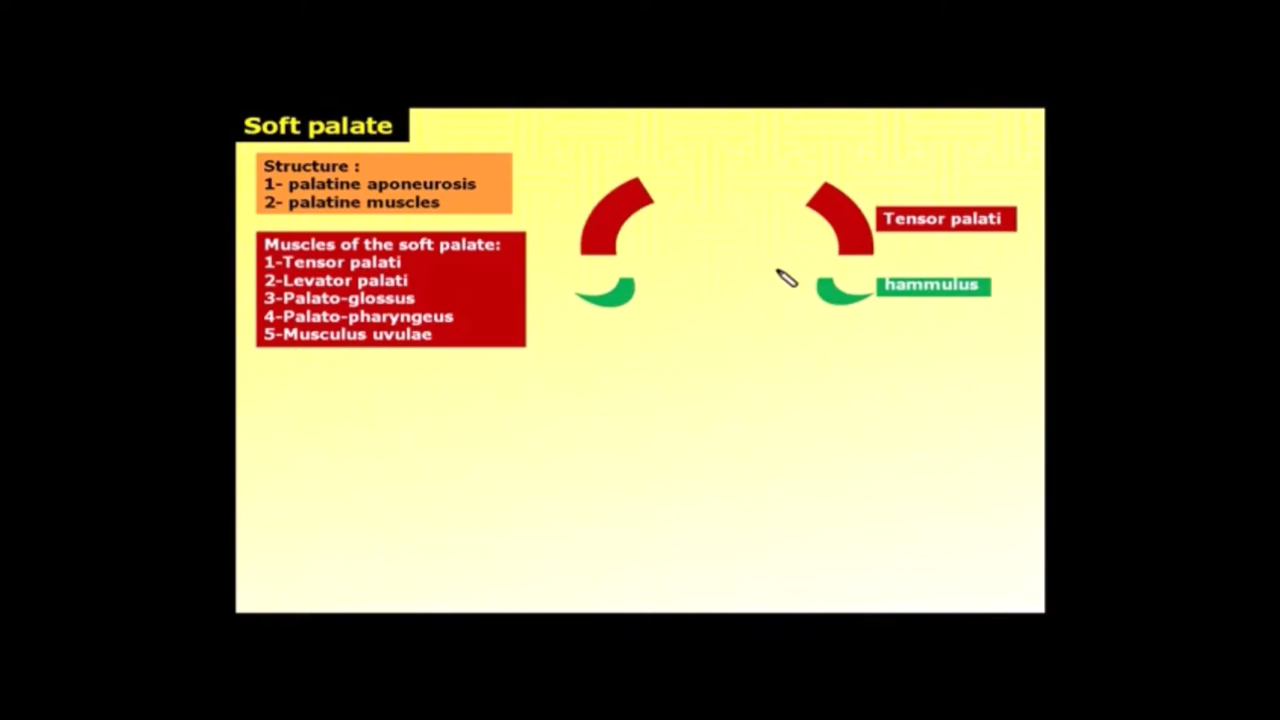 Soft palate
Structure :
1- palatine aponeurosis
2- palatine muscles
Muscles of the soft palate:
1-Tensor palati
2-Levator palati
3-Palato-glossus
4-Palato-pharyngeus
5-Musculus uvulae
Tensor palati
hammulus